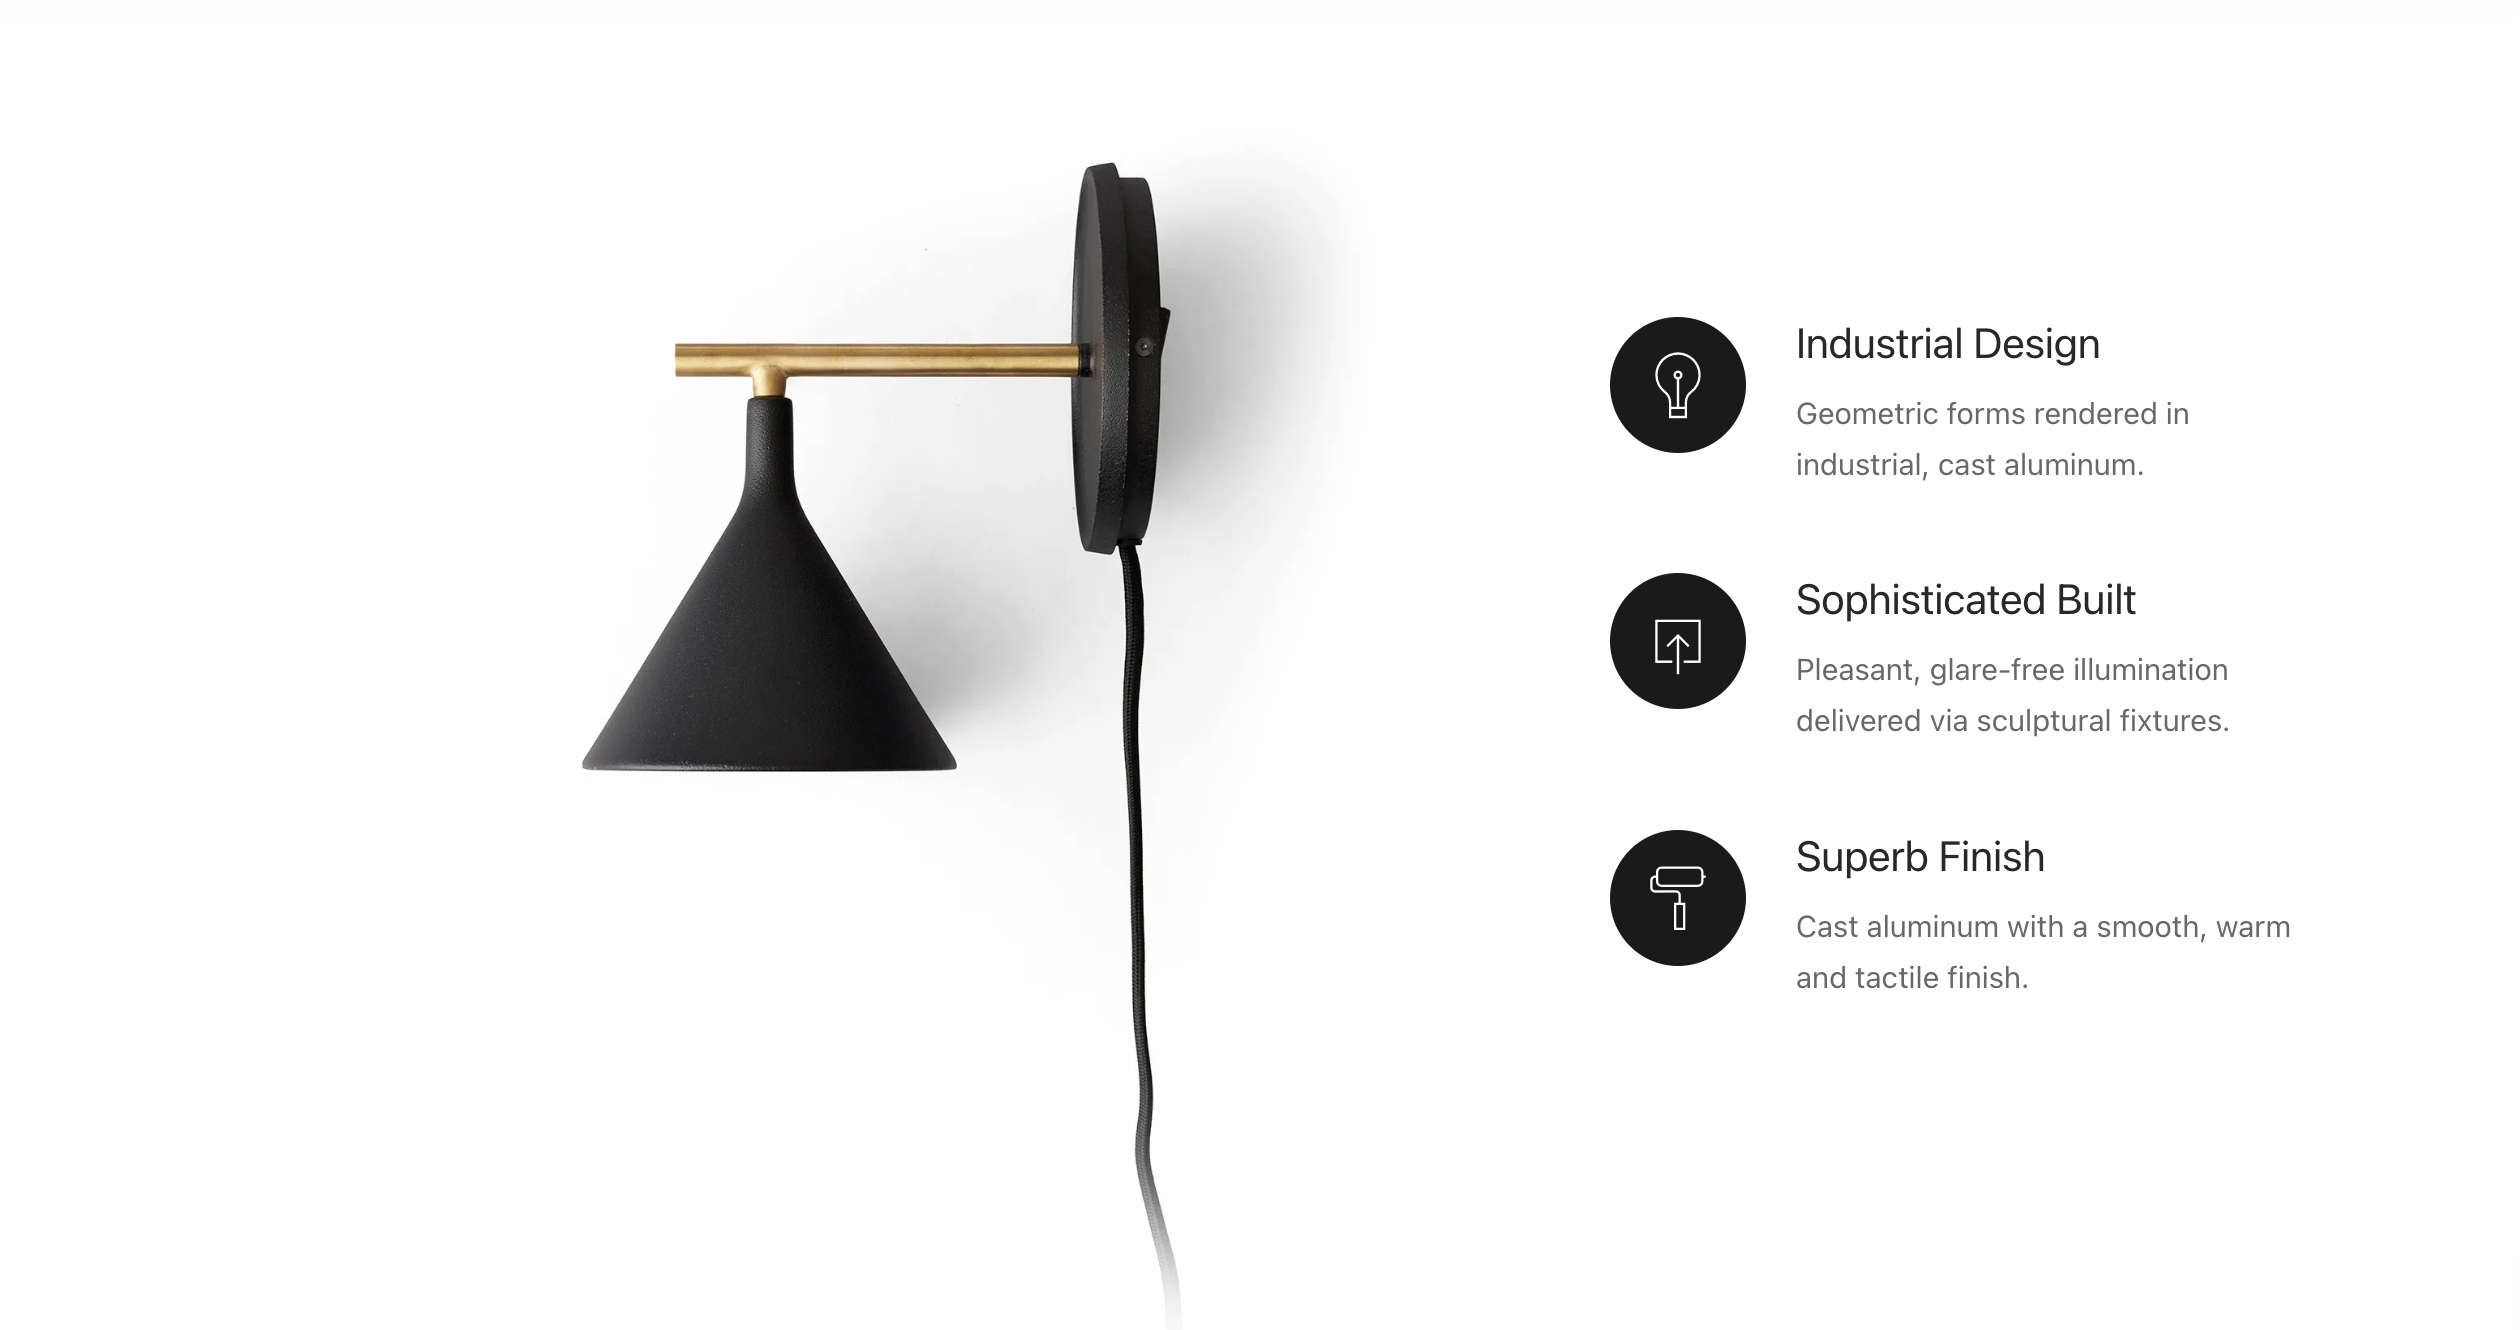 Industrial Design
Geometric forms rendered in
industrial, cast aluminum.
Sophisticated Built
Pleasant, glare-free illumination
delivered via sculptural fixtures.
Superb Finish
Cast aluminum with a smooth, warm
and tactile finish.